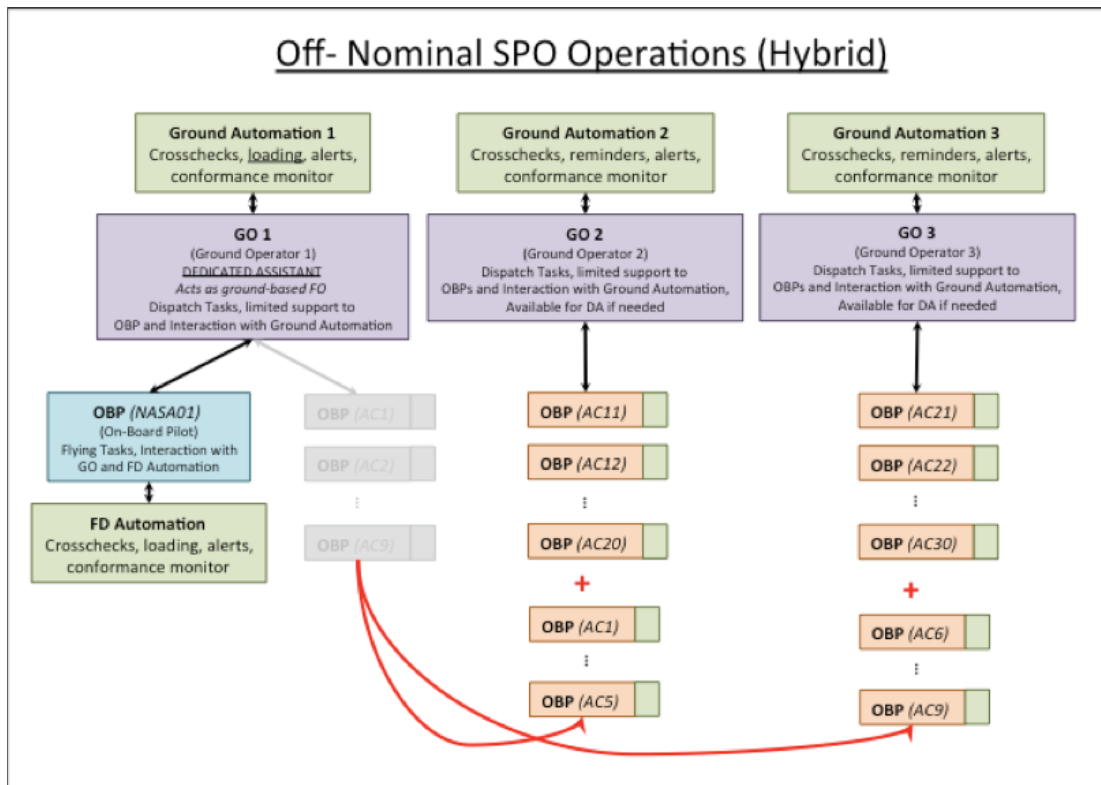 Off- Nominal SPO Operations (Hybrid)
Ground Automation 1
Crosschecks, loading, alerts,
conformance monitor
Ground Automation 2
Crosschecks, reminders, alerts,
conformance monitor
Ground Automation 3
Crosschecks, reminders, alerts,
conformance monitor
GO 1
(Ground Operator 1)
DEDICATED ASSISTANT
Acts as ground-based FO
Dispatch Tasks, limited support to
OBP and Interaction with Ground Automation
GO 2
(Ground Operator 2)
Dispatch Tasks, limited support to
OBPs and Interaction with Ground Automation,
Available for DA if needed
GO 3
(Ground Operator 3)
Dispatch Tasks, limited support to
OBPs and Interaction with Ground Automation,
Available for DA if needed
OBP (NASA01)
(On-Board Pilot)
Flying Tasks, Interaction with
GO and FD Automation
FD Automation
Crosschecks, loading, alerts,
conformance monitor
OBP (AC1)
OBP (AC2)
⋮
OBP (AC9)
OBP (AC11)
OBP (AC12)
⋮
OBP (AC20)
+
OBP (AC1)
⋮
OBP (AC5)
OBP (AC21)
OBP (AC22)
⋮
OBP (AC30)
+
OBP (AC6)
⋮
OBP (AC9)